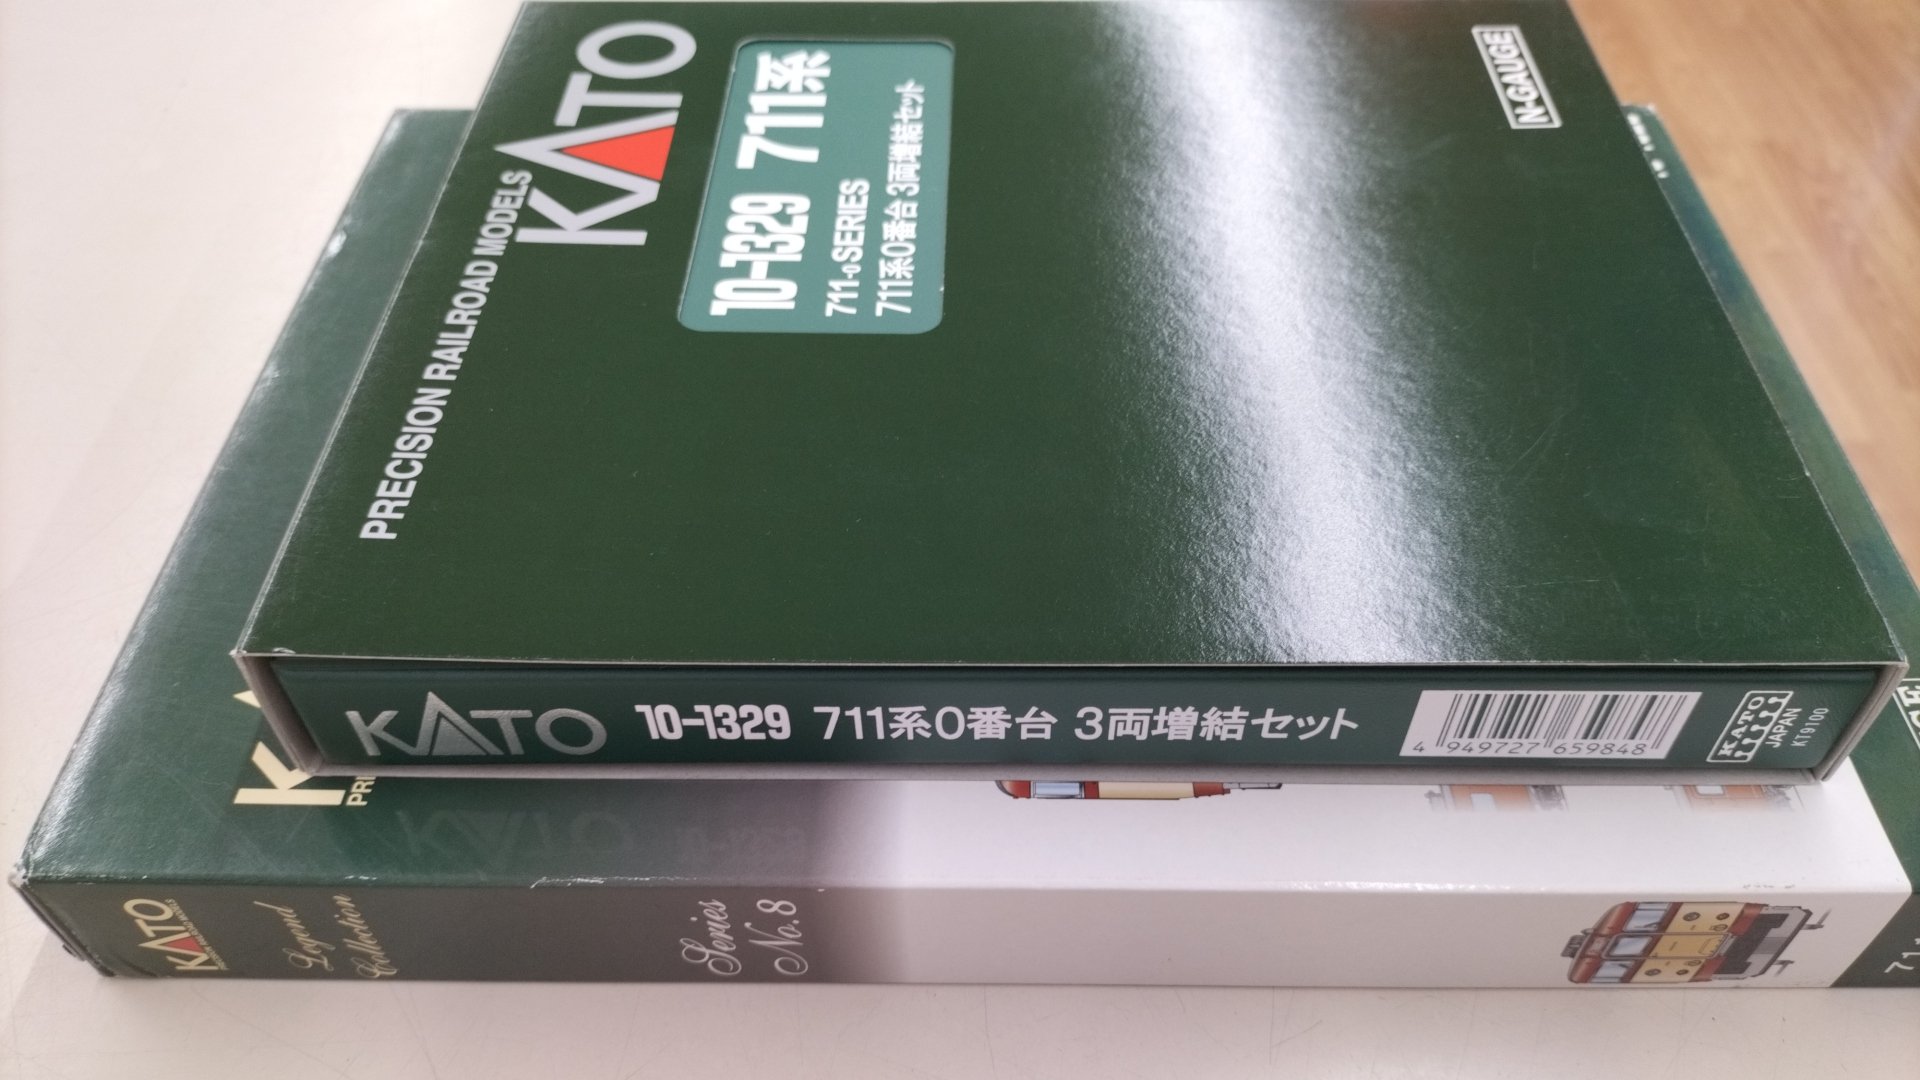 KATO
PRECISION RAILROAD MODELS
10-1329 711系
711-0 SERIES
711系0番台 3両増結セット
N-GAUGE
KATO 10-1329 711系0番台 3両増結セット
4 949727 659848
KATO
JAPAN
KT9100
KATO
Legend
Collection
Series
No.8